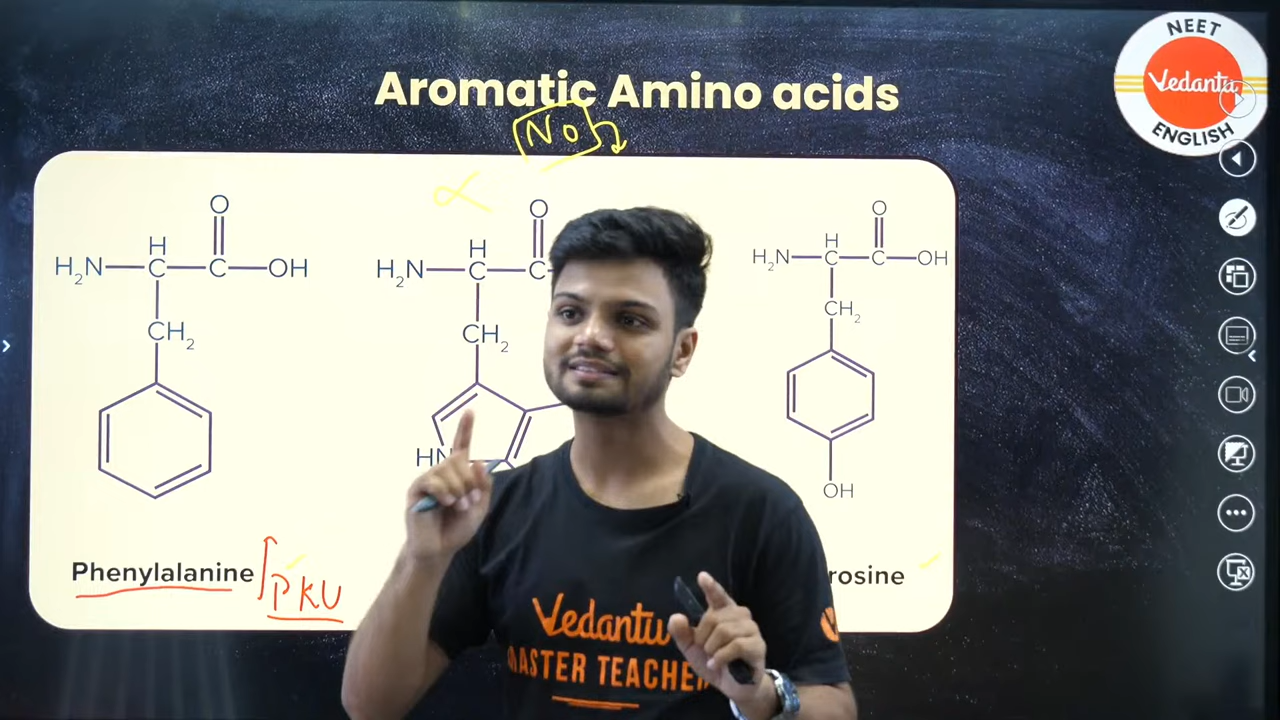 Aromatic Amino acids
No
NEET
Vedantu
ENGLISH
∝
O
H
H₂N C C OH
CH₂
Phenylalanine
PKU
O
H
H₂N C C
CH₂
HN
O
H
H₂N C C OH
CH₂
OH
rosine
Vedantu
MASTER TEACHER